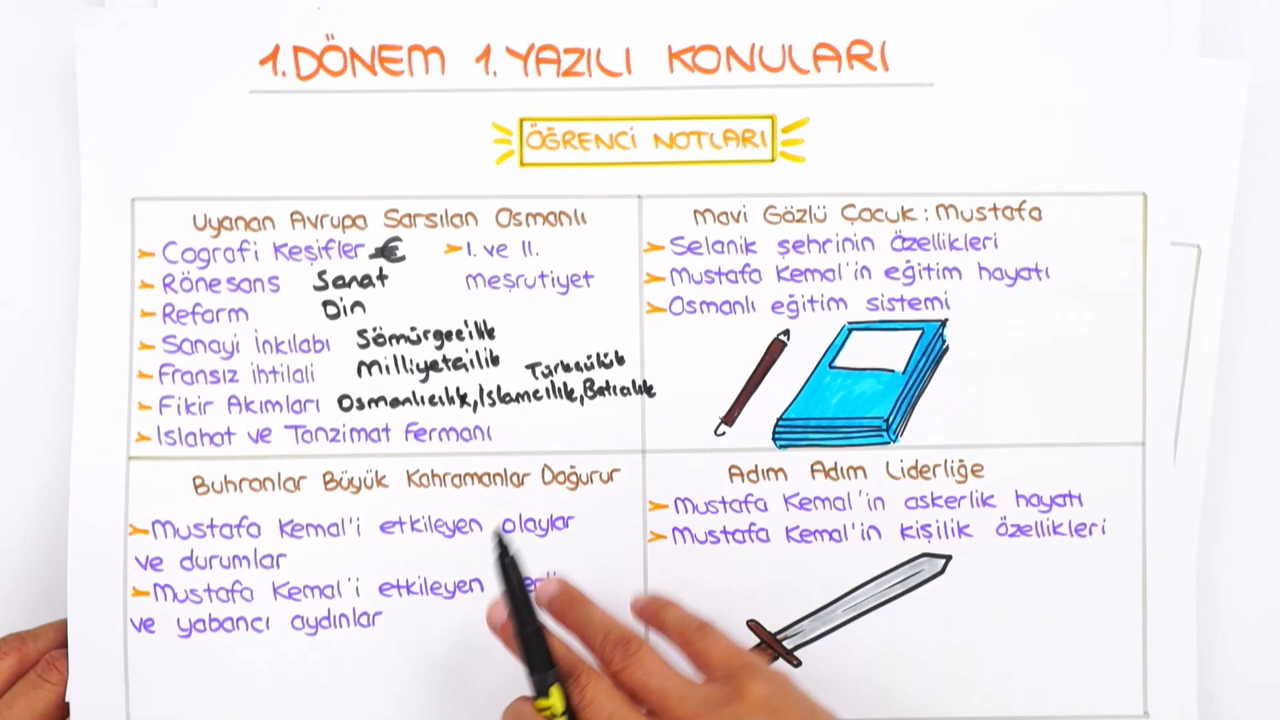 1.DÖNEM 1.YAZILI KONULARI
ÖĞRENCİ NOTLARI
Uyanan Avrupa Sarsılan Osmanlı
➤Cografi Keşifler €
➤Rönesans Sanat
➤Reform Din
➤Sanayi İnkılabı Sömürgecilik
➤Fransız ihtilali Milliyetcilik Türkcülük
➤Fikir Akımları Osmanlıcılık,İslamcılık,Batıcılık
➤Islahat ve Tanzimat Fermanı
➤I. ve II.
meşrutiyet
Mavi Gözlü Çocuk: Mustafa
➤Selanik şehrinin özellikleri
➤Mustafa Kemal'in eğitim hayatı
➤Osmanlı eğitim sistemi
Buhranlar Büyük Kahramanlar Doğurur
➤Mustafa Kemal'i etkileyen olaylar
ve durumlar
➤Mustafa Kemal'i etkileyen
ve yabancı aydınlar
Adım Adım Liderliğe
➤Mustafa Kemal'in askerlik hayatı
➤Mustafa Kemal'in kişilik özellikleri